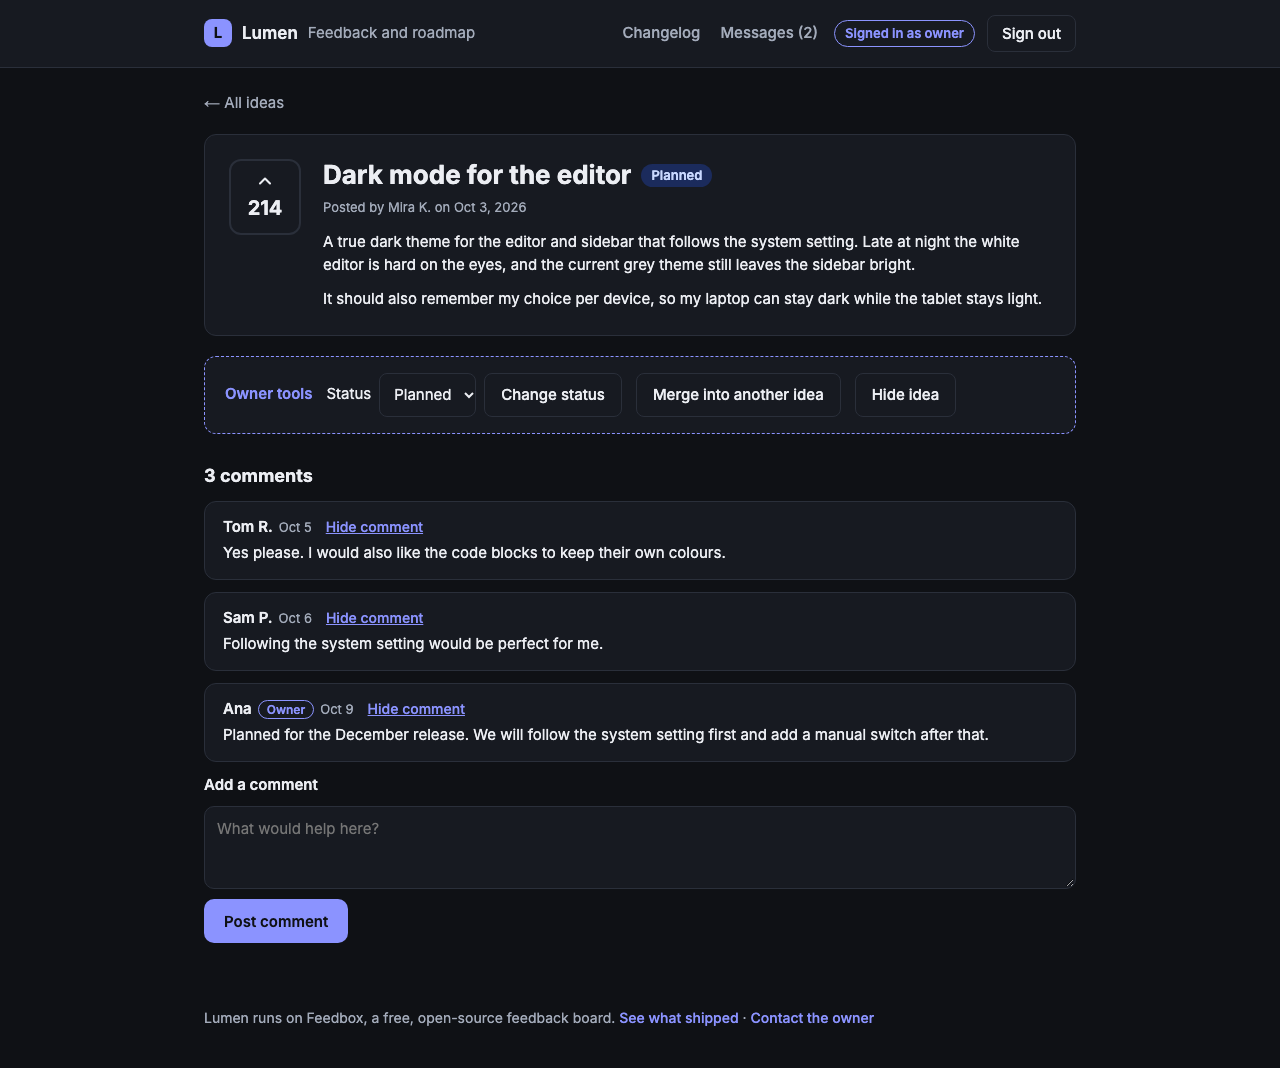 L Lumen Feedback and roadmap Changelog Messages (2) Signed in as owner Sign out
← All ideas
214
Dark mode for the editor Planned
Posted by Mira K. on Oct 3, 2026
A true dark theme for the editor and sidebar that follows the system setting. Late at night the white
editor is hard on the eyes, and the current grey theme still leaves the sidebar bright.
It should also remember my choice per device, so my laptop can stay dark while the tablet stays light.
Owner tools Status Planned Change status Merge into another idea Hide idea
3 comments
Tom R. Oct 5 Hide comment
Yes please. I would also like the code blocks to keep their own colours.
Sam P. Oct 6 Hide comment
Following the system setting would be perfect for me.
Ana Owner Oct 9 Hide comment
Planned for the December release. We will follow the system setting first and add a manual switch after that.
Add a comment
What would help here?
Post comment
Lumen runs on Feedbox, a free, open-source feedback board. See what shipped · Contact the owner